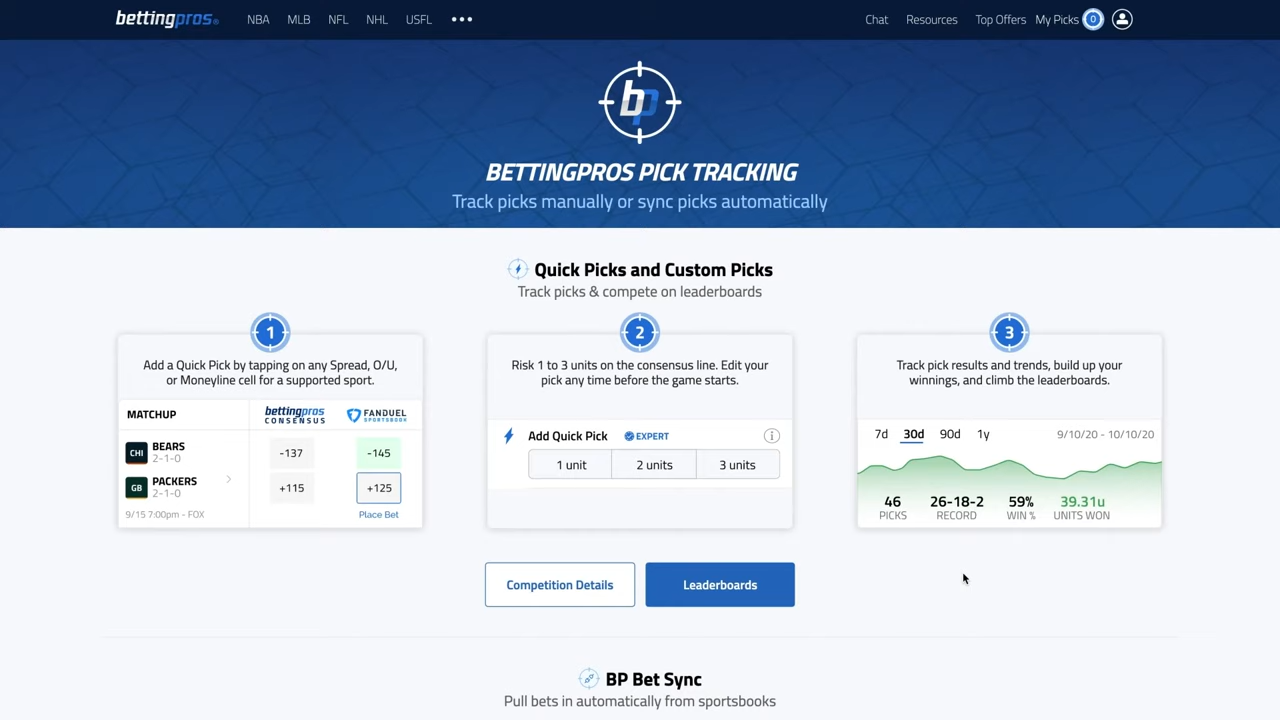 bettingpros.
NBA MLB NFL NHL USFL •••
Chat Resources Top Offers My Picks 0
bp
BETTINGPROS PICK TRACKING
Track picks manually or sync picks automatically
Quick Picks and Custom Picks
Track picks & compete on leaderboards
1
Add a Quick Pick by tapping on any Spread, O/U,
or Moneyline cell for a supported sport.
MATCHUP
bettingpros
CONSENSUS
FANDUEL
SPORTSBOOK
CHI BEARS
2-1-0
-137 -145
GB PACKERS
2-1-0
+115 +125
9/15 7:00pm - FOX
Place Bet
2
Risk 1 to 3 units on the consensus line. Edit your
pick any time before the game starts.
Add Quick Pick EXPERT i
1 unit 2 units 3 units
3
Track pick results and trends, build up your
winnings, and climb the leaderboards.
7d 30d 90d 1y 9/10/20 - 10/10/20
46 26-18-2 59% 39.31u
PICKS RECORD WIN % UNITS WON
Competition Details
Leaderboards
BP Bet Sync
Pull bets in automatically from sportsbooks